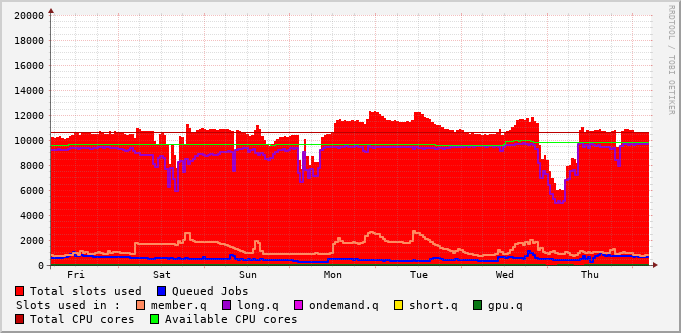 20000
18000
16000
14000
12000
10000
8000
6000
4000
2000
0
Fri Sat Sun Mon Tue Wed Thu
Total slots used Queued Jobs
Slots used in : member.q long.q ondemand.q short.q gpu.q
Total CPU cores Available CPU cores
RRDTOOL / TOBI OETIKER